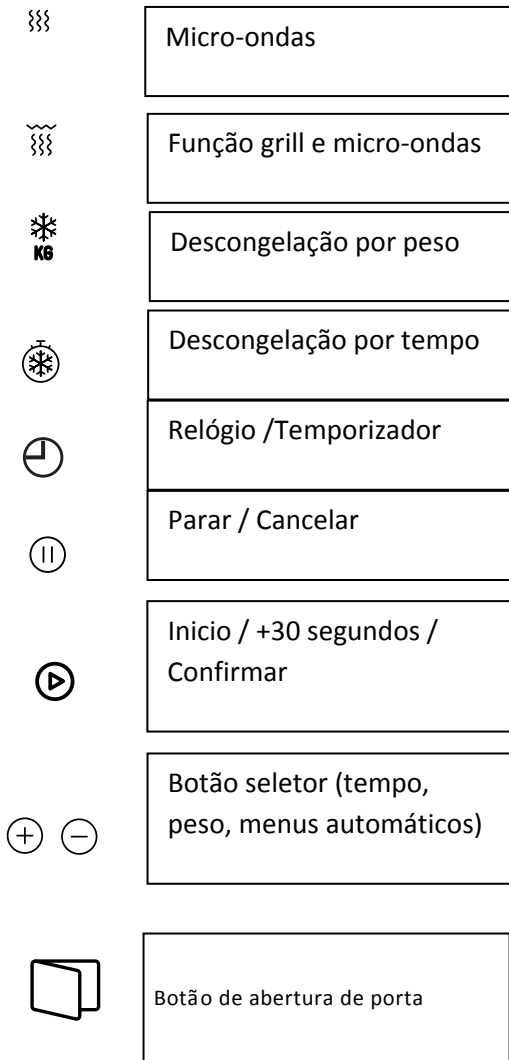 Micro-ondas
Função grill e micro-ondas
KG
Descongelação por peso
Descongelação por tempo
Relógio /Temporizador
Parar / Cancelar
Inicio / +30 segundos /
Confirmar
Botão seletor (tempo,
peso, menus automáticos)
Botão de abertura de porta